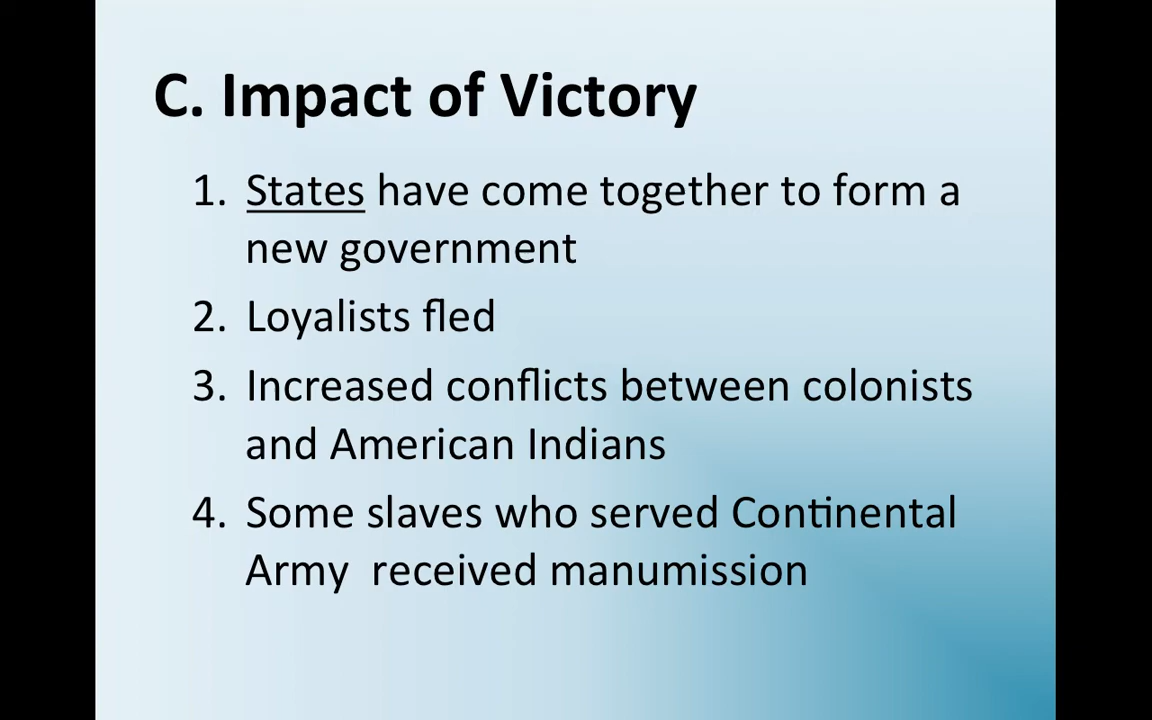 C. Impact of Victory
1. States have come together to form a
new government
2. Loyalists fled
3. Increased conflicts between colonists
and American Indians
4. Some slaves who served Continental
Army  received manumission